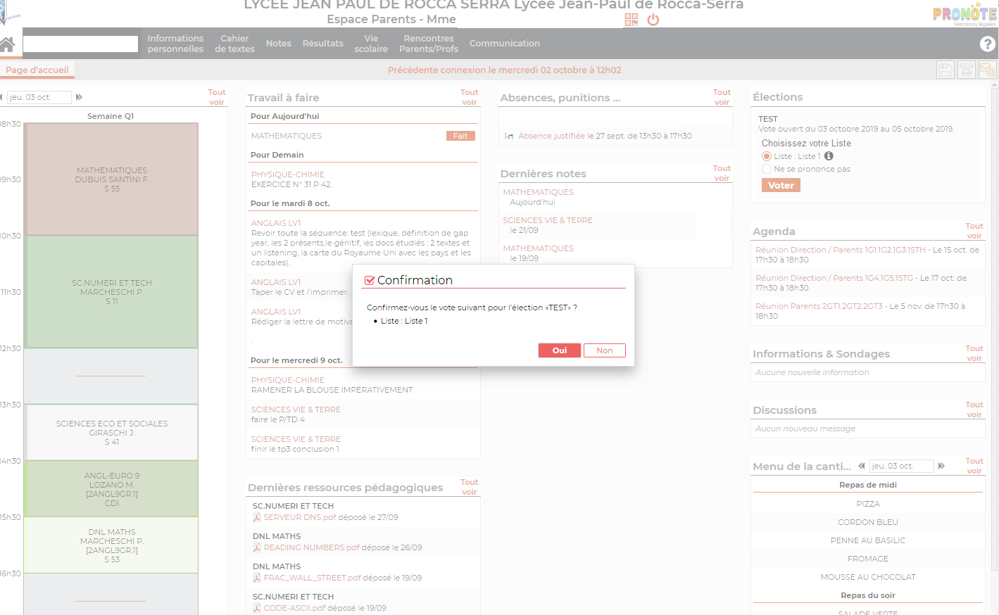 LYCEE JEAN PAUL DE ROCCA SERRA Lycee Jean-Paul de Rocca-Serra
Espace Parents - Mme
PRONOTE
Mentions légales
Informations personnelles
Cahier de textes
Notes
Résultats
Vie scolaire
Rencontres Parents/Profs
Communication
?
Page d'accueil
Précédente connexion le mercredi 02 octobre à 12h02
jeu. 03 oct.
Tout
voir
Semaine Q1
08h30
MATHEMATIQUES
DUBUIS SANTINI F.
S 55
09h30
10h30
SC.NUMERI ET TECH
MARCHESCHI P.
S 11
11h30
12h30
13h30
SCIENCES ECO ET SOCIALES
GIRASCHI J.
S 41
14h30
ANGL-EURO 9
LOZANO M.
[2ANGL9GR.1]
CDI
15h30
DNL MATHS
MARCHESCHI P.
[2ANGL9GR.1]
S 53
16h30
Travail à faire
Tout
voir
Pour Aujourd'hui
MATHEMATIQUES
Fait
Pour Demain
PHYSIQUE-CHIMIE
EXERCICE N° 31 P 42.
Pour le mardi 8 oct.
ANGLAIS LV1
Revoir toute la séquence: test (lexique, définition de gap
year, les 2 présents,le génitif, les docs étudiés : 2 textes et
un listening, la carte du Royaume Uni avec les pays et les
capitales).
ANGLAIS LV1
Taper le CV et l'imprimer.
ANGLAIS LV1
Rédiger la lettre de motiva
.
Pour le mercredi 9 oct.
PHYSIQUE-CHIMIE
RAMENER LA BLOUSE IMPERATIVEMENT
SCIENCES VIE & TERRE
faire le P/TD 4
SCIENCES VIE & TERRE
finir le tp3 conclusion 1
Dernières ressources pédagogiques
Tout
voir
SC.NUMERI ET TECH
SERVEUR DNS.pdf déposé le 27/09
DNL MATHS
READING NUMBERS.pdf déposé le 26/09
DNL MATHS
FRAC_WALL_STREET.pdf déposé le 19/09
SC.NUMERI ET TECH
CODE-ASCII.pdf déposé le 19/09
Absences, punitions ...
Tout
voir
Absence justifiée le 27 sept. de 13h30 à 17h30
Dernières notes
Tout
voir
MATHEMATIQUES
Aujourd'hui
SCIENCES VIE & TERRE
le 21/09
MATHEMATIQUES
le 19/09
Confirmation
Confirmez-vous le vote suivant pour l'élection «TEST» ?
• Liste : Liste 1
Oui
Non
Élections
TEST
Vote ouvert du 03 octobre 2019 au 05 octobre 2019.
Choisissez votre Liste
Liste : Liste 1
Ne se prononce pas
Voter
Agenda
Tout
voir
Réunion Direction / Parents 1G1.1G2.1G3.1STH - Le 15 oct. de
17h30 à 18h30
Réunion Direction / Parents 1G4.1G5.1STG - Le 17 oct. de
17h30 à 18h30
Réunion Parents 2GT1.2GT2.2GT3 - Le 5 nov. de 17h30 à
18h30
Informations & Sondages
Tout
voir
Aucune nouvelle information
Discussions
Tout
voir
Aucun nouveau message
Menu de la canti...
jeu. 03 oct.
Tout
voir
Repas de midi
PIZZA
CORDON BLEU
PENNE AU BASILIC
FROMAGE
MOUSSE AU CHOCOLAT
Repas du soir
SALADE VERTE